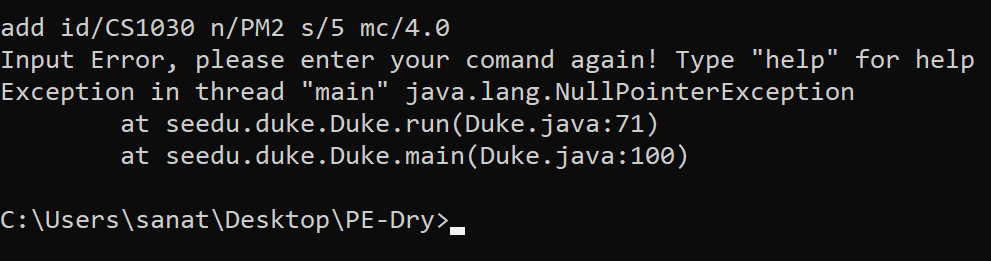 add id/CS1030 n/PM2 s/5 mc/4.0
Input Error, please enter your comand again! Type "help" for help
Exception in thread "main" java.lang.NullPointerException
at seedu.duke.Duke.run(Duke.java:71)
at seedu.duke.Duke.main(Duke.java:100)
C:\Users\sanat\Desktop\PE-Dry>